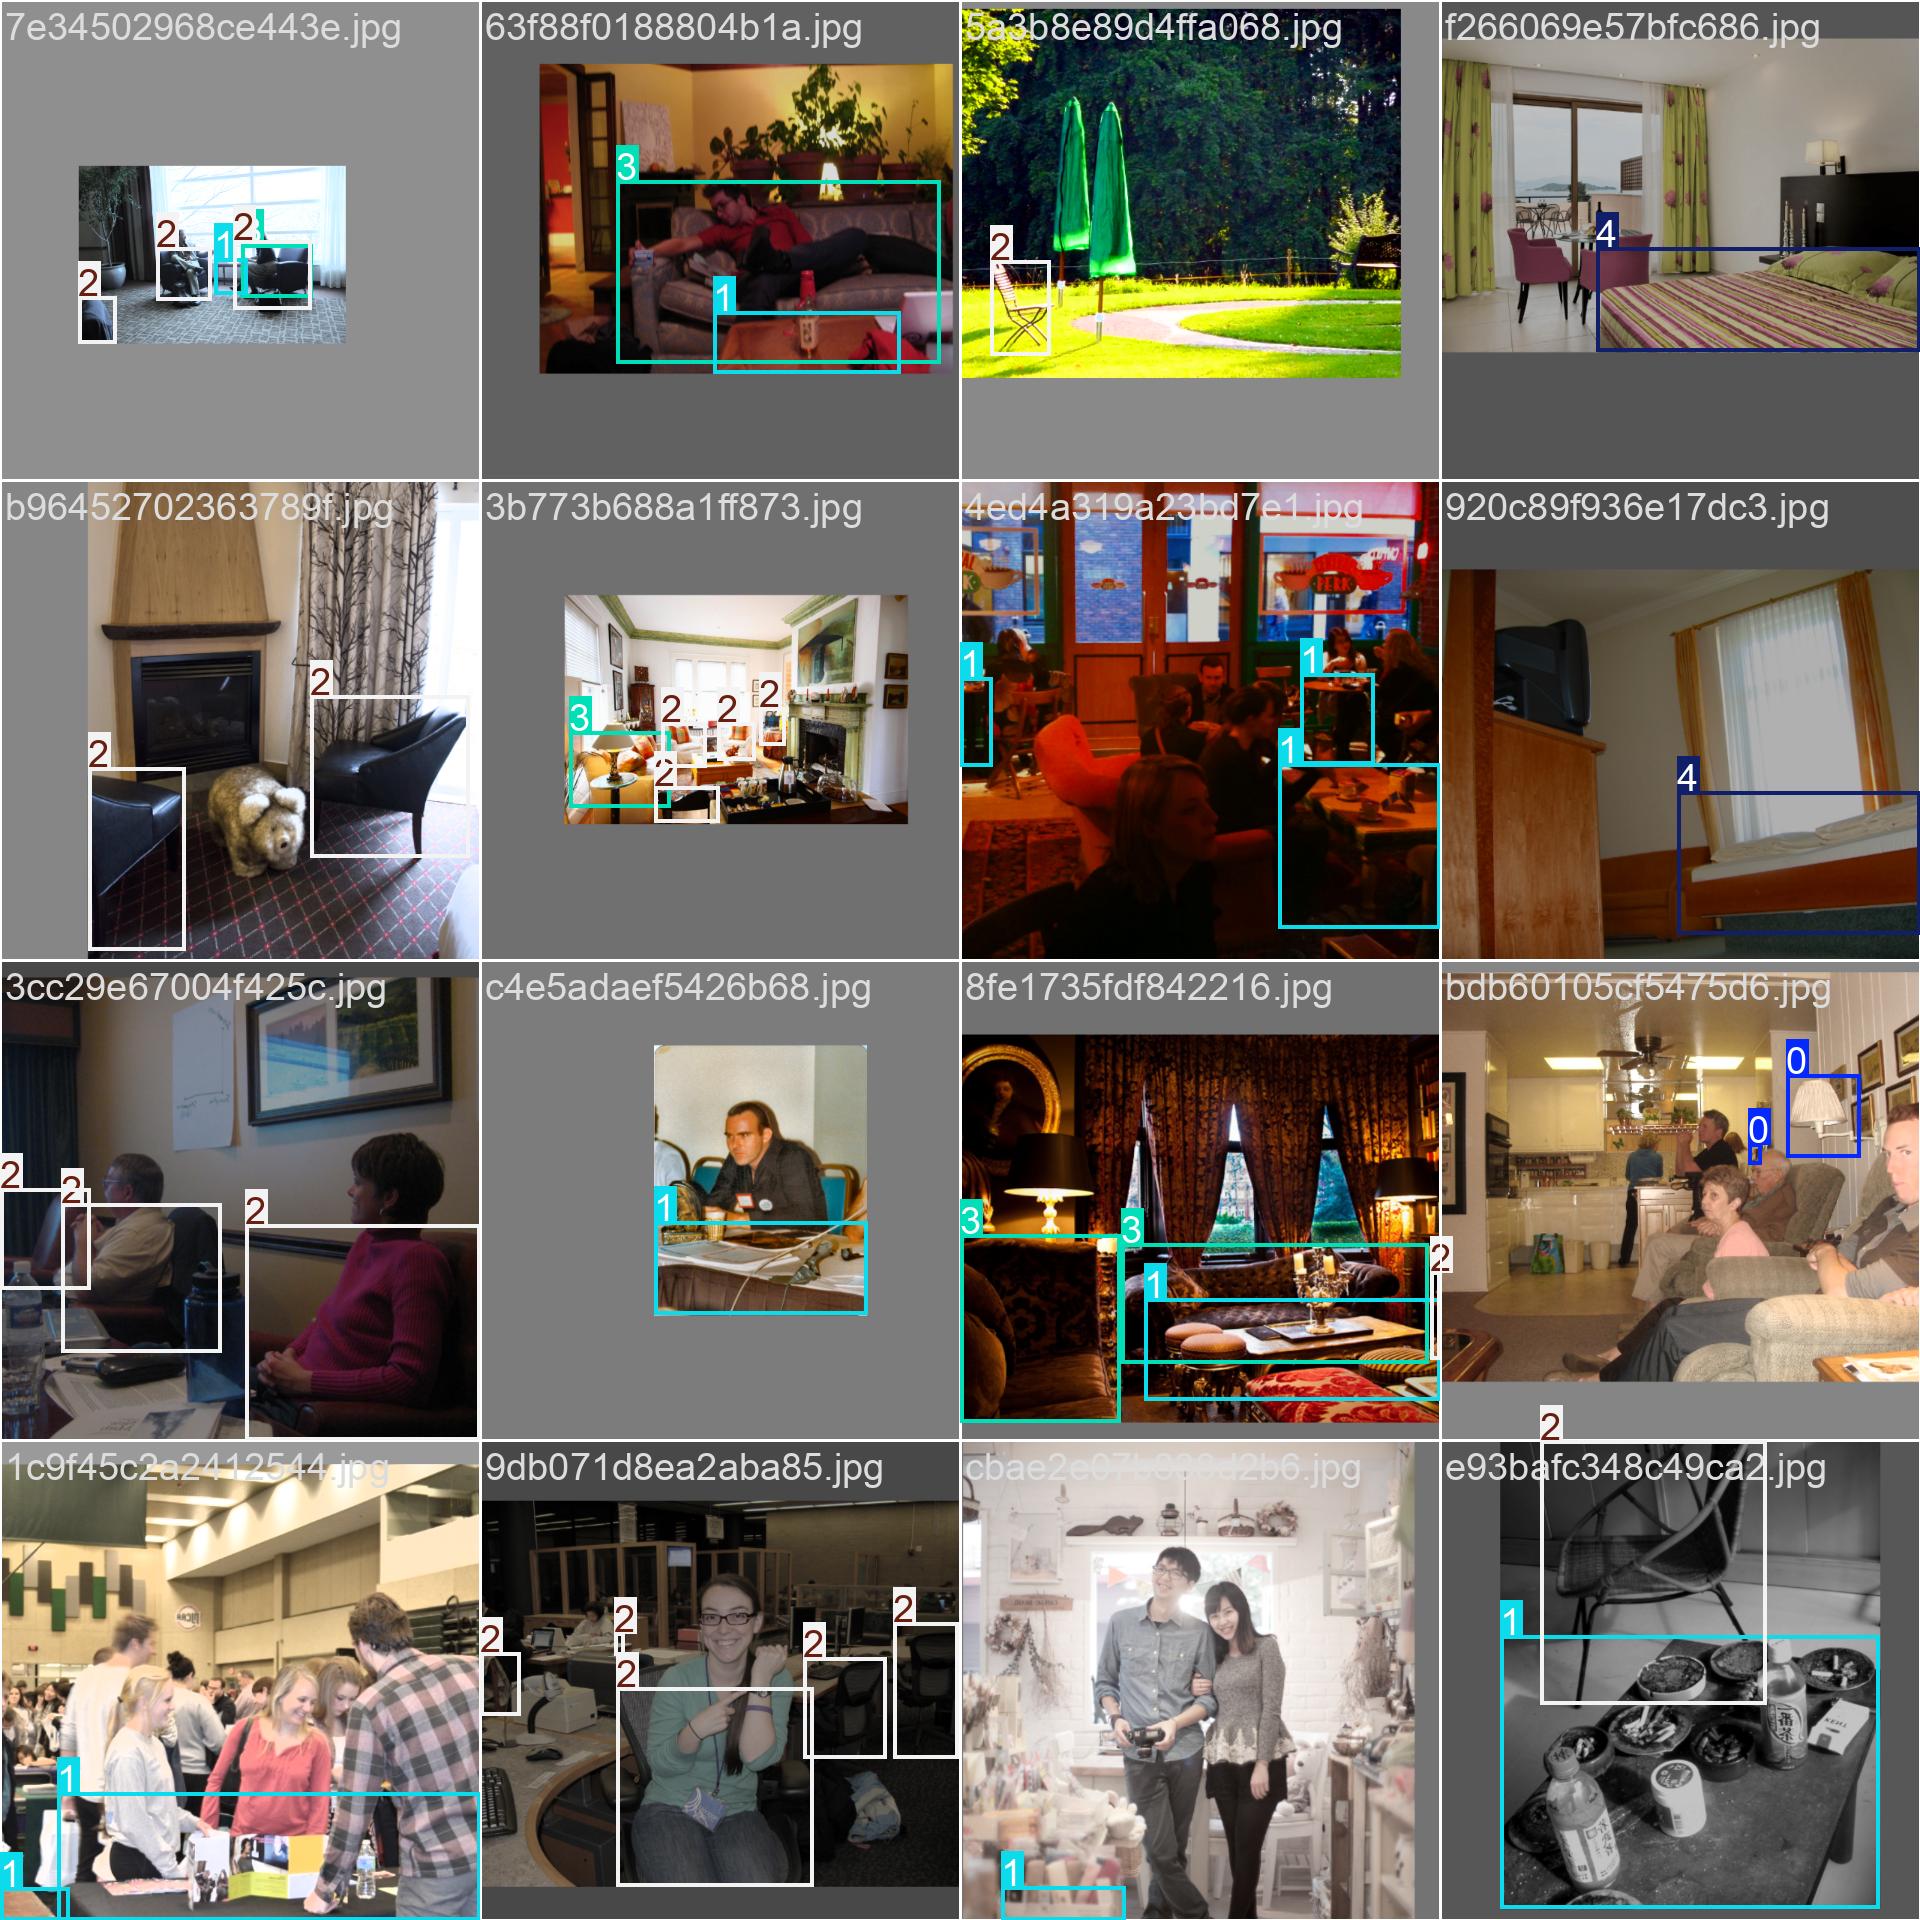 7e34502968ce443e.jpg
63f88f0188804b1a.jpg
5a3b8e89d4ffa068.jpg
f266069e57bfc686.jpg
2
1
2
2
3
1
2
4
b96452702363789f.jpg
3b773b688a1ff873.jpg
4ed4a319a23bd7e1.jpg
920c89f936e17dc3.jpg
2
2
3
2
2
2
2
PERK
1
1
1
4
3cc29e67004f425c.jpg
c4e5adaef5426b68.jpg
8fe1735fdf842216.jpg
bdb60105cf5475d6.jpg
2
2
2
1
3
3
1
2
0
0
1c9f45c2a2412544.jpg
9db071d8ea2aba85.jpg
e93bafc348c49ca2.jpg
1
1
2
2
2
2
2
1
2
1
KENT